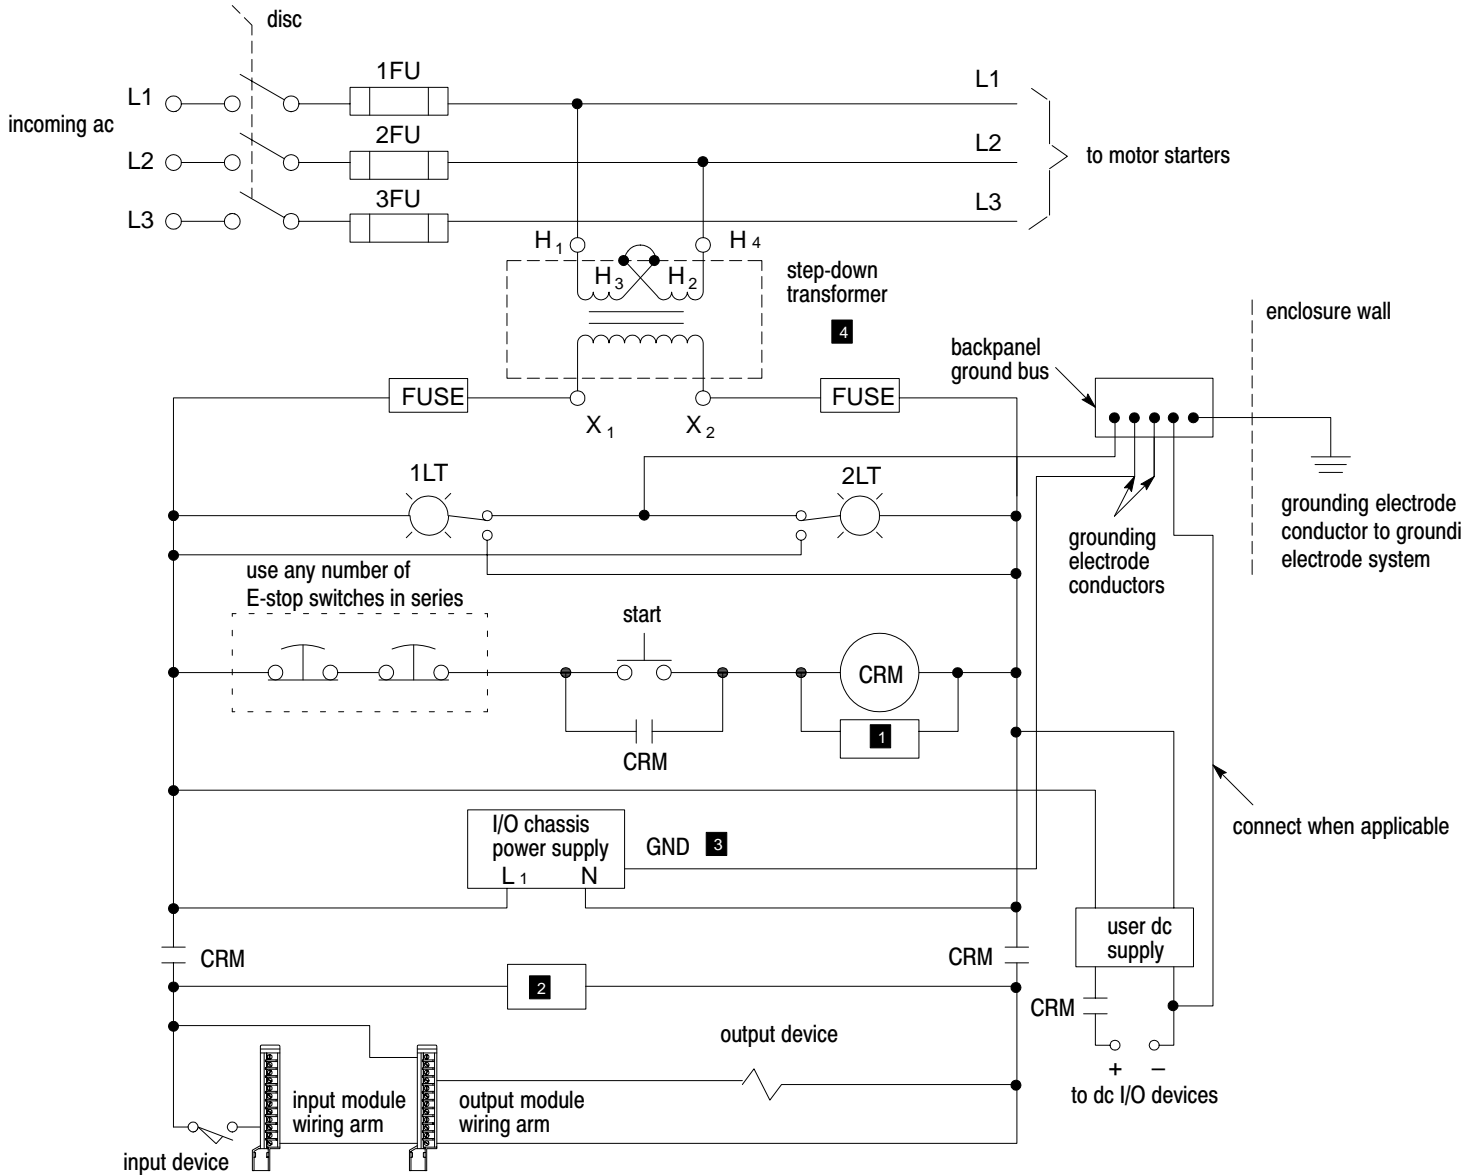 disc
1FU
L1
L1
incoming ac
2FU
L2
L2
to motor starters
3FU
L3
L3
H1
H4
H3 H2
step-down
transformer
4
enclosure wall
backpanel
ground bus
FUSE
FUSE
X1
X2
1LT
2LT
grounding electrode
conductor to groundi
electrode system
grounding
electrode
conductors
use any number of
E-stop switches in series
start
CRM
1
CRM
I/O chassis
power supply
L1 N
GND 3
connect when applicable
user dc
supply
CRM
CRM
2
CRM
output device
+ –
to dc I/O devices
input module
wiring arm
output module
wiring arm
input device